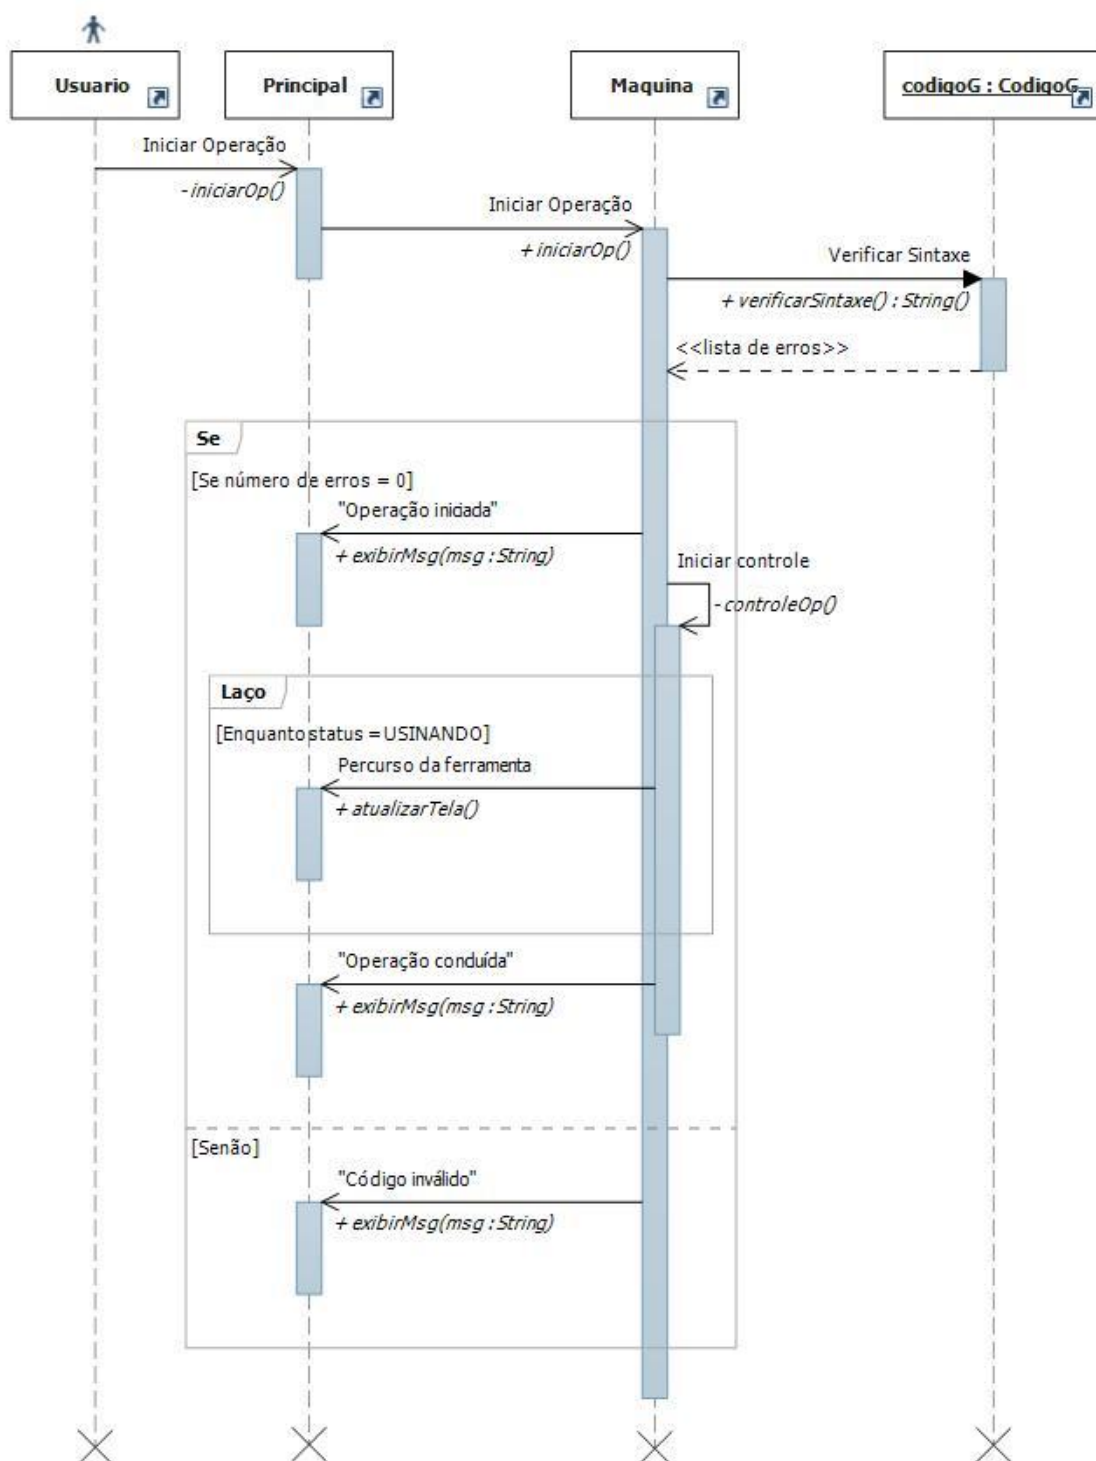 Usuario
Principal
Maquina
codigoG : CodigoG
Iniciar Operação
- iniciarOp()
Iniciar Operação
+ iniciarOp()
Verificar Sintaxe
+ verificarSintaxe() : String()
<<lista de erros>>
Se
[Se número de erros = 0]
"Operação iniciada"
+ exibirMsg(msg : String)
Iniciar controle
- controleOp()
Laço
[Enquanto status = USINANDO]
Percurso da ferramenta
+ atualizarTela()
"Operação concluída"
+ exibirMsg(msg : String)
[Senão]
"Código inválido"
+ exibirMsg(msg : String)